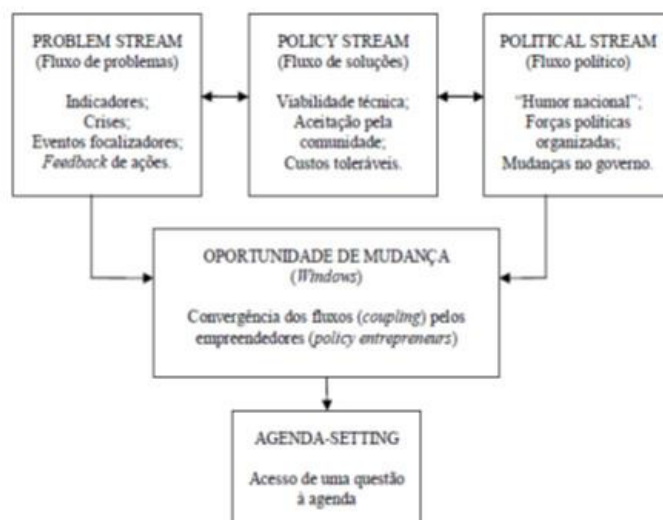 PROBLEM STREAM
(Fluxo de problemas)
Indicadores;
Crises;
Eventos focalizadores;
Feedback de ações.
POLICY STREAM
(Fluxo de soluções)
Viabilidade técnica;
Aceitação pela
comunidade;
Custos toleráveis.
POLITICAL STREAM
(Fluxo político)
“Humor nacional”;
Forças políticas
organizadas;
Mudanças no governo.
OPORTUNIDADE DE MUDANÇA
(Windows)
Convergência dos fluxos (coupling) pelos
empreendedores (policy entrepreneurs)
AGENDA-SETTING
Acesso de uma questão
à agenda